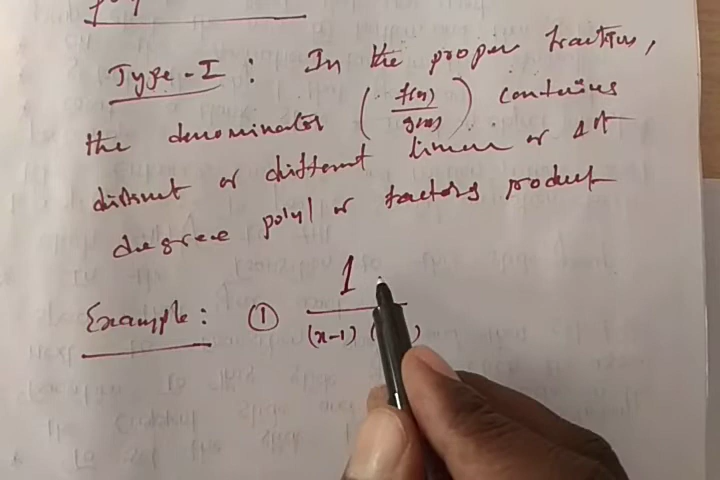 Type-I : In the proper fraction,
the denominator (f(x)/g(x)) contains
distinct or different linear or 1st
degree polyl or factors product
Example: ① 1
(x-1) ( )